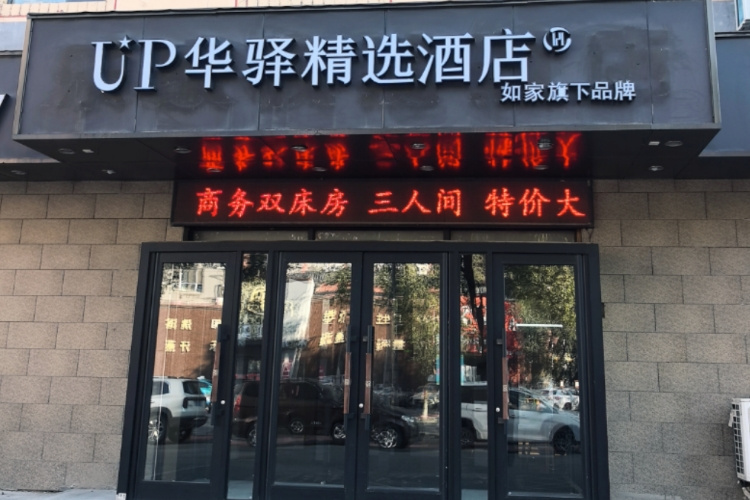 UP华驿精选酒店
如家旗下品牌
商务双床房 三人间 特价大